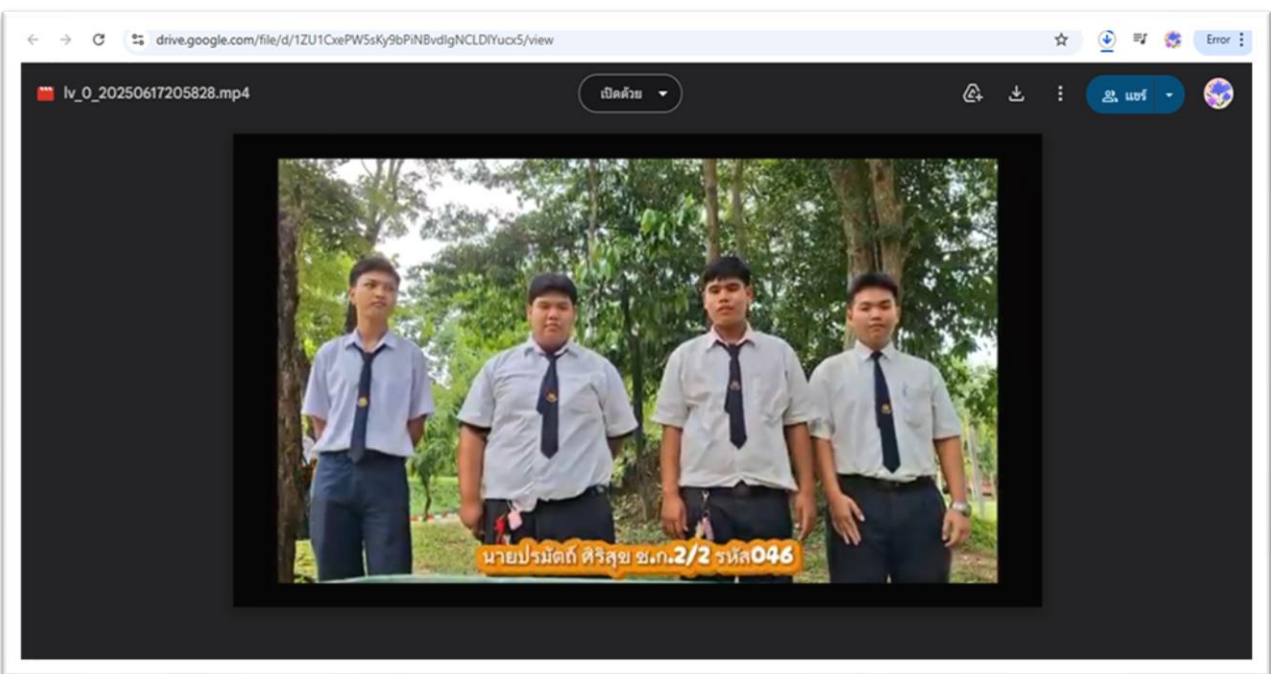 drive.google.com/file/d/1ZU1CxePW5sKy9bPiNBvdIgNCLDIYucx5/view
Error
lv_0_20250617205828.mp4
เปิดด้วย
แชร์
นายปรมัตถ์ ศิริสุข ช.ก.2/2 รหัส046